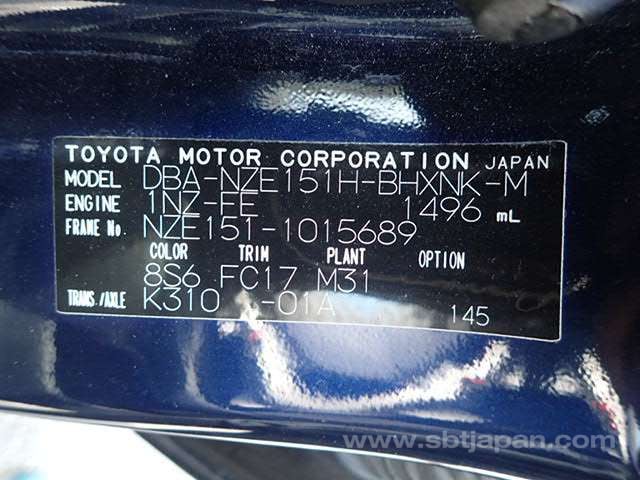 TOYOTA MOTOR CORPORATION JAPAN
MODEL DBA-NZE151H-BHXNK-M
ENGINE 1NZ-FE 1496 mL
FRAME No. NZE151-1015689
COLOR TRIM PLANT OPTION
8S6 FC17 M31
TRANS/AXLE K310 -01A
145
www.sbtjapan.com